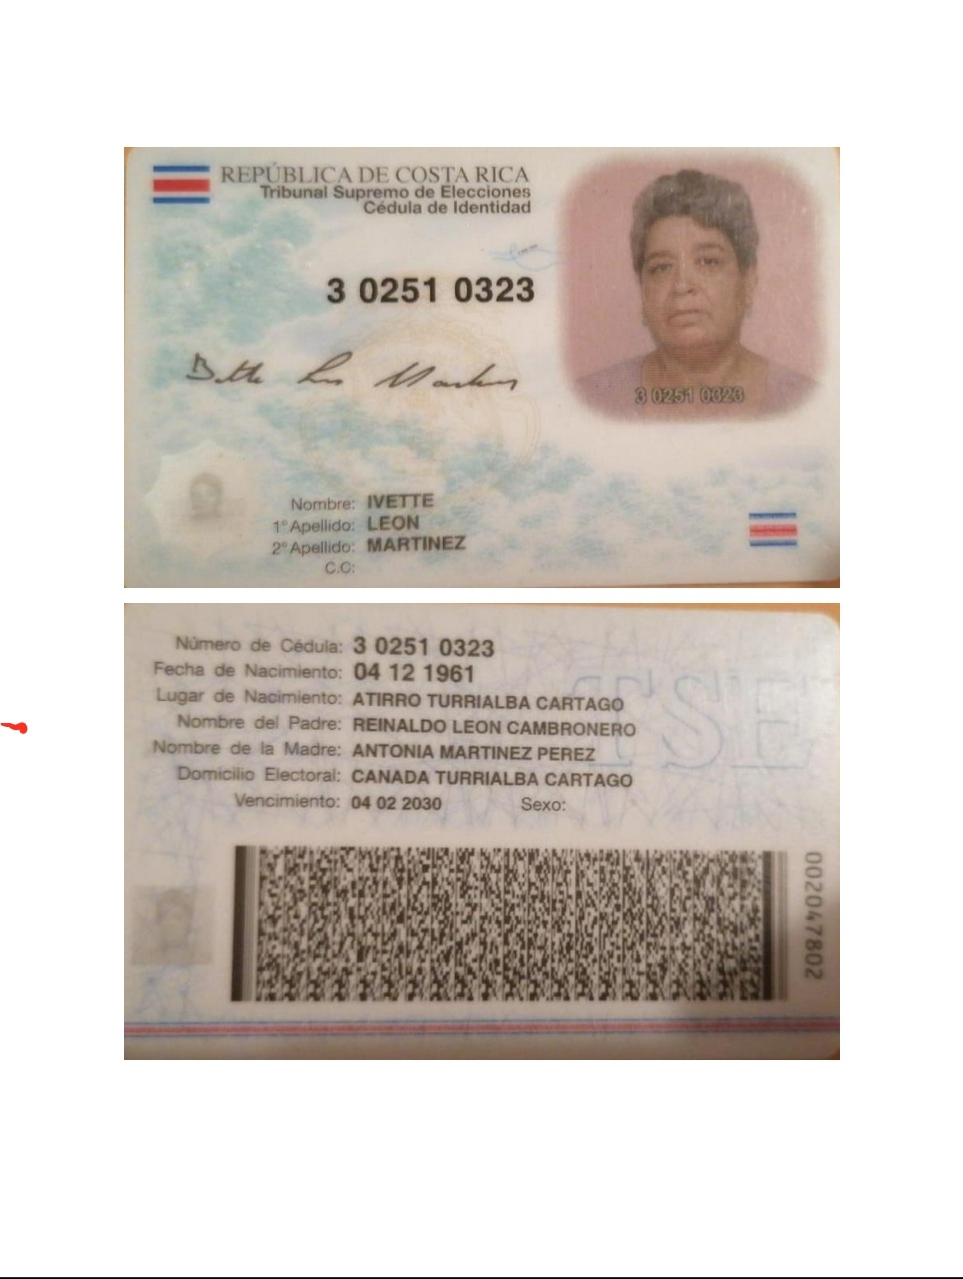 REPÚBLICA DE COSTA RICA
Tribunal Supremo de Elecciones
Cédula de Identidad
3 0251 0323
3 0251 0323
Nombre: IVETTE
1° Apellido: LEON
2° Apellido: MARTINEZ
C.C:
Número de Cédula: 3 0251 0323
Fecha de Nacimiento: 04 12 1961
Lugar de Nacimiento: ATIRRO TURRIALBA CARTAGO
Nombre del Padre: REINALDO LEON CAMBRONERO
Nombre de la Madre: ANTONIA MARTINEZ PEREZ
Domicilio Electoral: CANADA TURRIALBA CARTAGO
Vencimiento: 04 02 2030 Sexo:
TSE
002047802